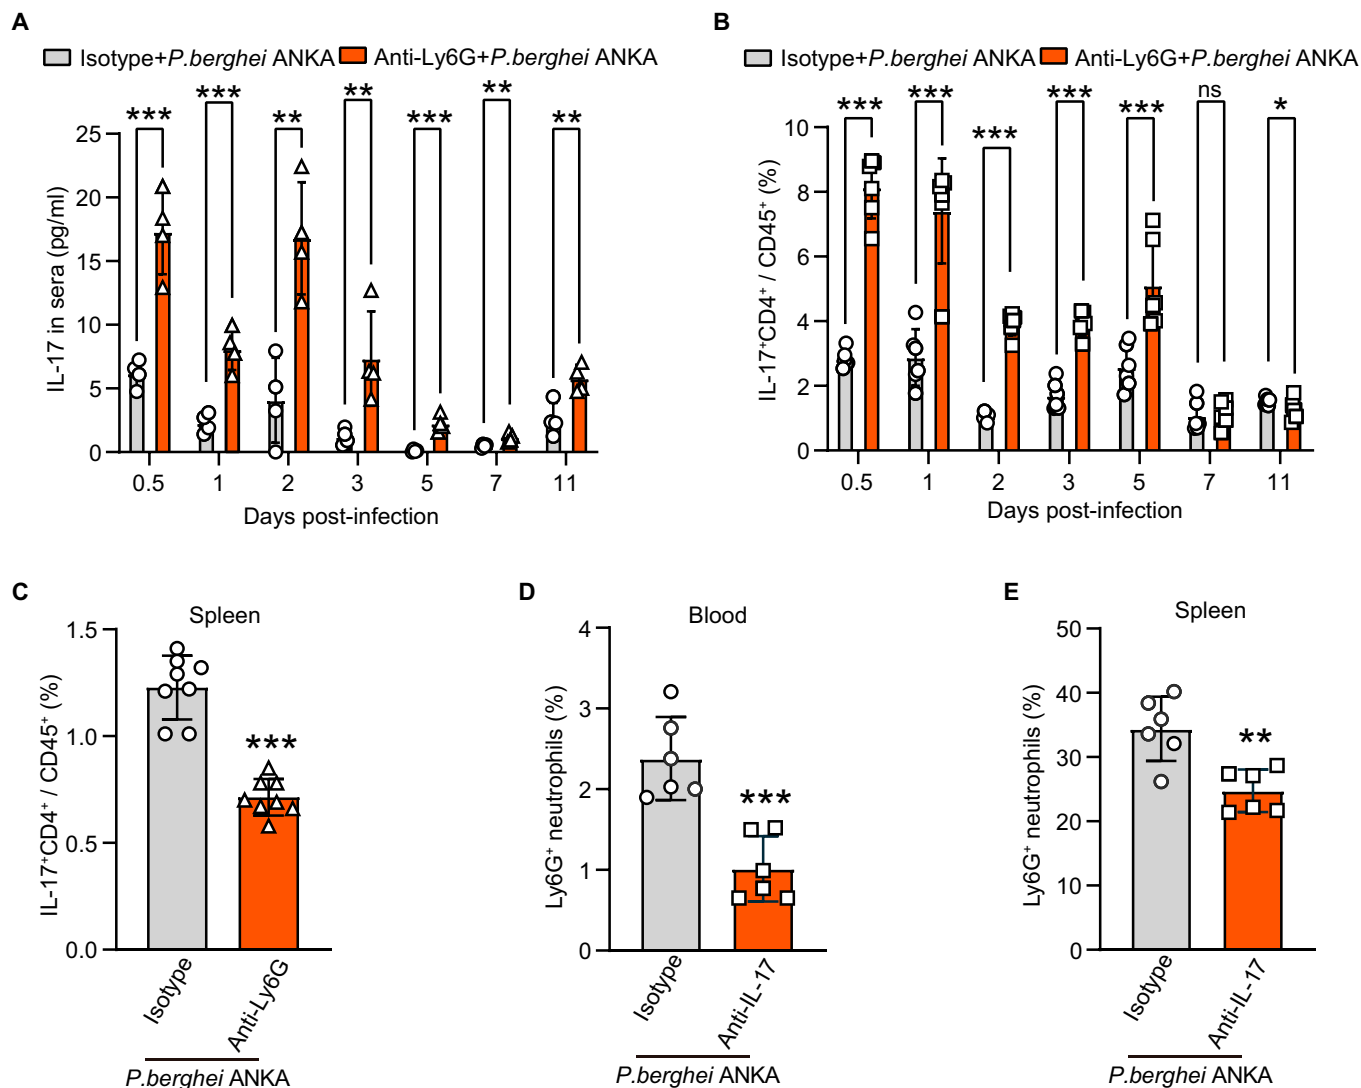 A
Isotype+P.berghei ANKA Anti-Ly6G+P.berghei ANKA
*** *** ** ** *** ** **
25
20
15
10
5
0
IL-17 in sera (pg/ml)
0.5 1 2 3 5 7 11
Days post-infection
B
Isotype+P.berghei ANKA Anti-Ly6G+P.berghei ANKA
*** *** *** *** *** ns *
10
8
6
4
2
0
IL-17⁺CD4⁺ / CD45⁺ (%)
0.5 1 2 3 5 7 11
Days post-infection
C
Spleen
1.5
1.0
0.5
0.0
IL-17⁺CD4⁺ / CD45⁺ (%)
***
Isotype
Anti-Ly6G
P.berghei ANKA
D
Blood
4
3
2
1
0
Ly6G⁺ neutrophils (%)
***
Isotype
Anti-IL-17
P.berghei ANKA
E
Spleen
50
40
30
20
10
0
Ly6G⁺ neutrophils (%)
**
Isotype
Anti-IL-17
P.berghei ANKA